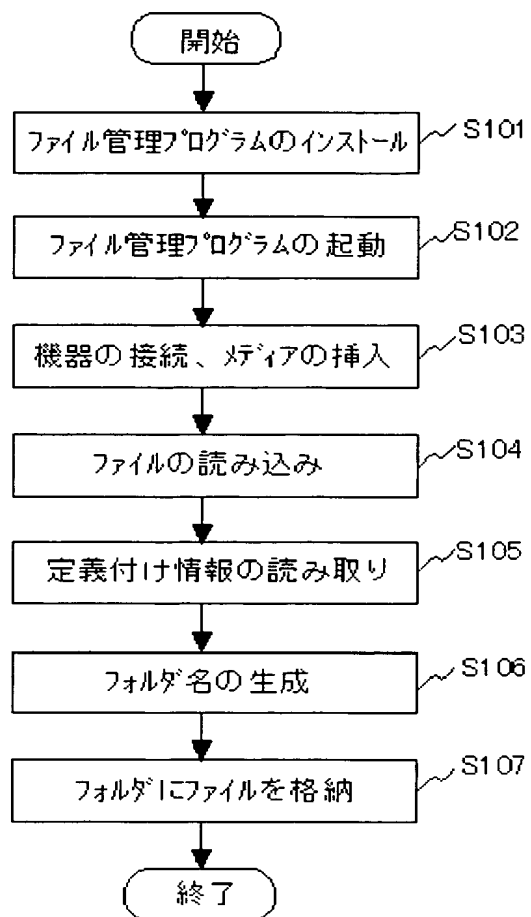 開始
ファイル管理プログラムのインストール S101
ファイル管理プログラムの起動 S102
機器の接続、メディアの挿入 S103
ファイルの読み込み S104
定義付け情報の読み取り S105
フォルダ名の生成 S106
フォルダにファイルを格納 S107
終了